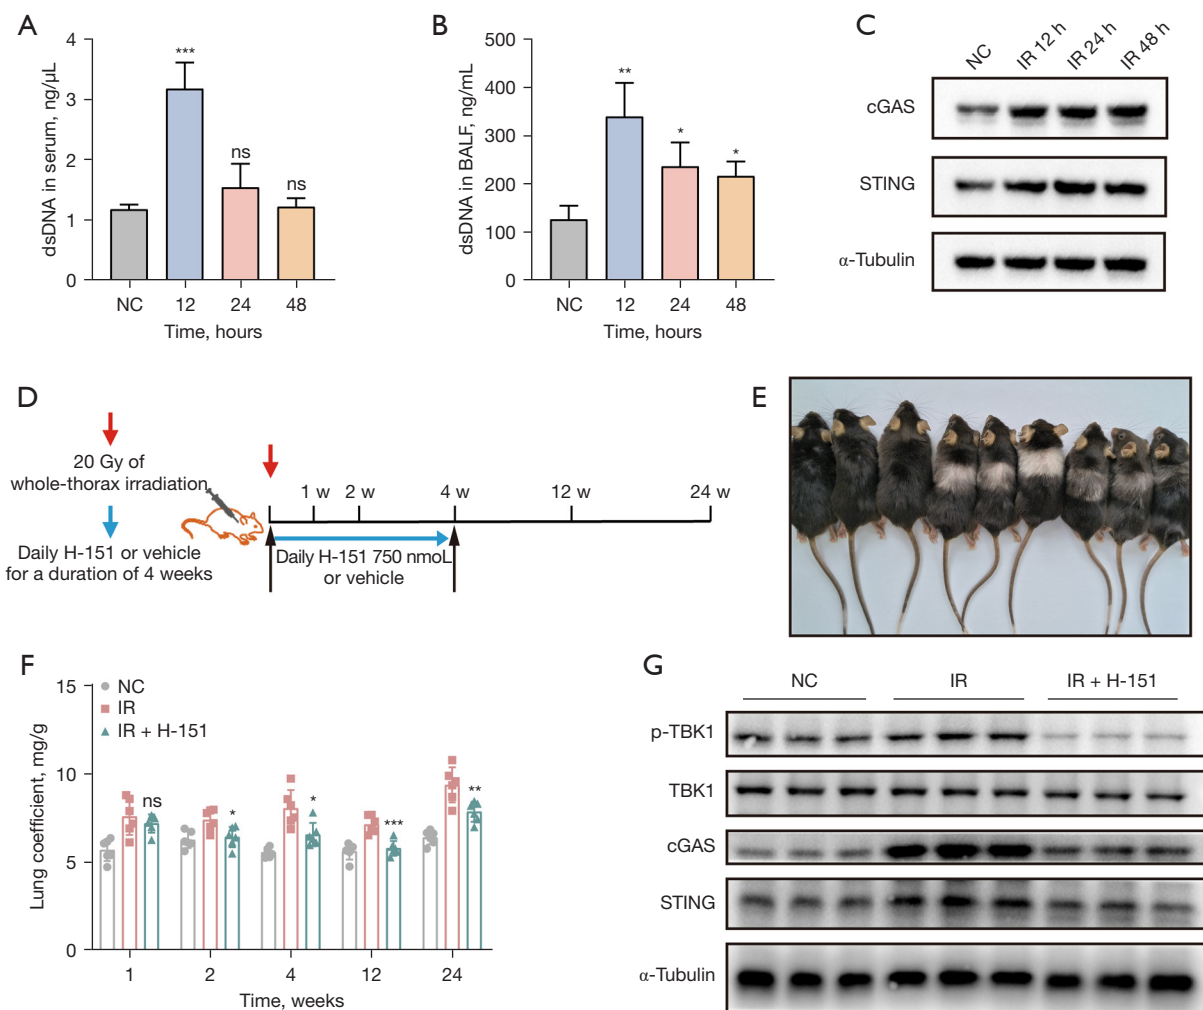 A
dsDNA in serum, ng/μL
4
3
2
1
0
***
ns
ns
NC 12 24 48
Time, hours
B
dsDNA in BALF, ng/mL
500
400
300
200
100
0
**
*
*
NC 12 24 48
Time, hours
C
NC IR 12 h IR 24 h IR 48 h
cGAS
STING
α-Tubulin
D
20 Gy of
whole-thorax irradiation
Daily H-151 or vehicle
for a duration of 4 weeks
1 w 2 w 4 w 12 w 24 w
Daily H-151 750 nmoL
or vehicle
E
F
Lung coefficient, mg/g
15
10
5
0
NC
IR
IR + H-151
ns
*
*
***
**
1 2 4 12 24
Time, weeks
G
NC IR IR + H-151
p-TBK1
TBK1
cGAS
STING
α-Tubulin